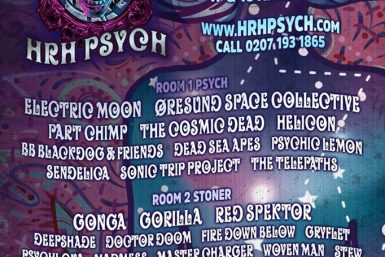 WWW.HRHPSYCH.COM
CALL 0207 193 1865
HRH PSYCH
ROOM 1 PSYCH
ELECTRIC MOON ØRESUND SPACE COLLECTIVE
PART CHIMP THE COSMIC DEAD HELICON
BB BLACKDOG & FRIENDS DEAD SEA APES PSYCHIC LEMON
SENDELICA SONIC TRIP PROJECT THE TELEPATHS
ROOM 2 STONER
GONGA GORILLA RED SPEKTOR
DEEPSHADE DOCTOR DOOM FIRE DOWN BELOW GRYFLET
MASTER CHARGER WOVEN MAN STEW